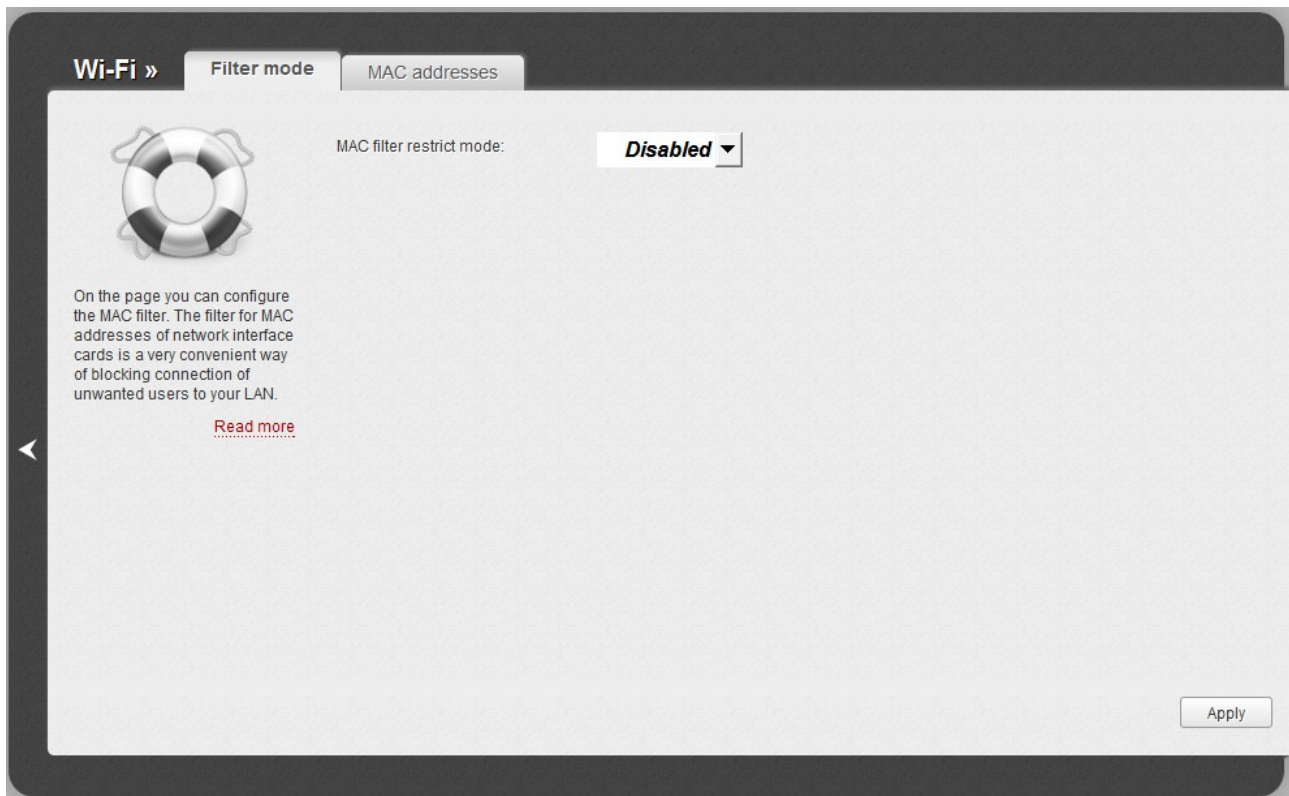 Wi-Fi »
Filter mode
MAC addresses
MAC filter restrict mode:
Disabled
On the page you can configure
the MAC filter. The filter for MAC
addresses of network interface
cards is a very convenient way
of blocking connection of
unwanted users to your LAN.
Read more
Apply